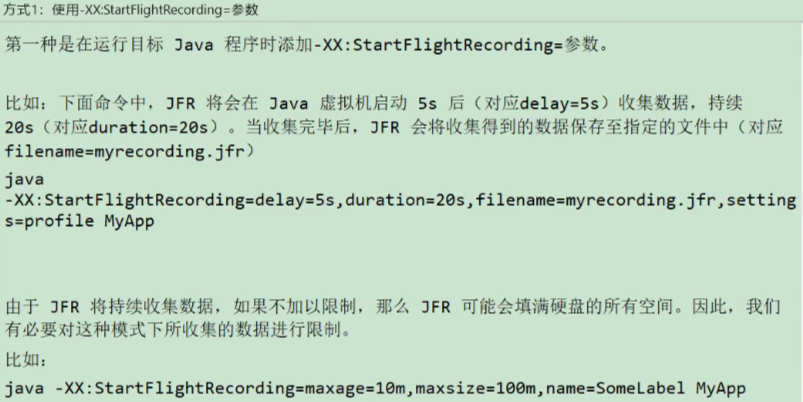 方式1：使用-XX:StartFlightRecording=参数
第一种是在运行目标 Java 程序时添加-XX:StartFlightRecording=参数。
比如：下面命令中，JFR 将会在 Java 虚拟机启动 5s 后（对应delay=5s）收集数据，持续
20s（对应duration=20s）。当收集完毕后，JFR 会将收集得到的数据保存至指定的文件中（对应
filename=myrecording.jfr）
java
-XX:StartFlightRecording=delay=5s,duration=20s,filename=myrecording.jfr,setting
s=profile MyApp
由于 JFR 将持续收集数据，如果不加以限制，那么 JFR 可能会填满硬盘的所有空间。因此，我们
有必要对这种模式下所收集的数据进行限制。
比如：
java -XX:StartFlightRecording=maxage=10m,maxsize=100m,name=SomeLabel MyApp